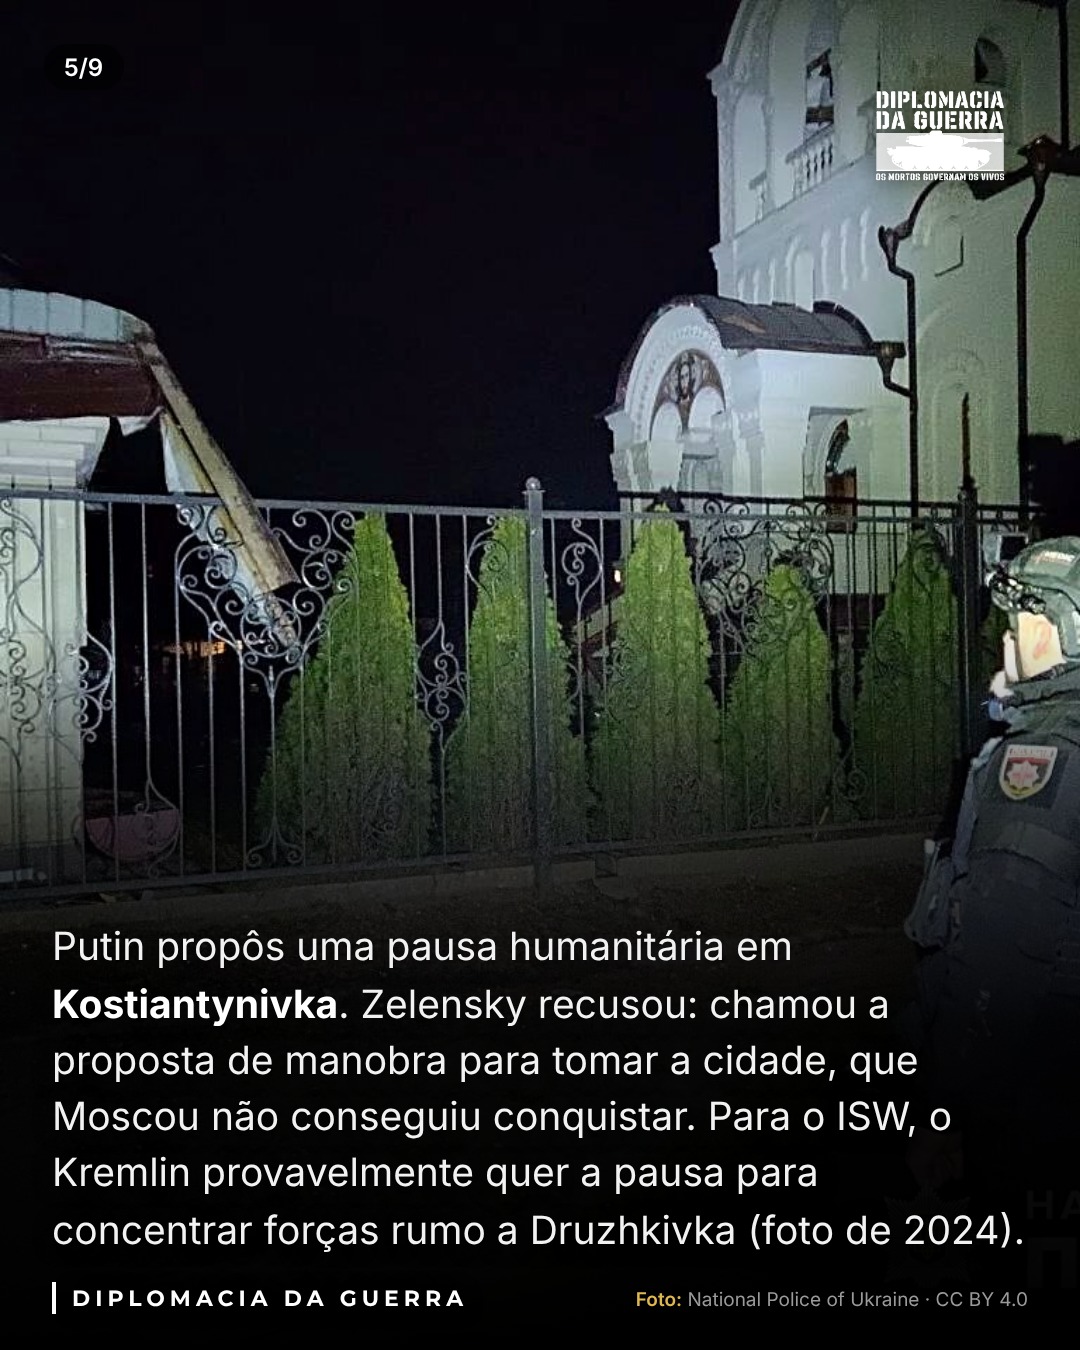 5/9
DIPLOMACIA
DA GUERRA
OS MORTOS GOVERNAM OS VIVOS
Putin propôs uma pausa humanitária em
Kostiantynivka. Zelensky recusou: chamou a
proposta de manobra para tomar a cidade, que
Moscou não conseguiu conquistar. Para o ISW, o
Kremlin provavelmente quer a pausa para
concentrar forças rumo a Druzhkivka (foto de 2024).
DIPLOMACIA DA GUERRA
Foto: National Police of Ukraine · CC BY 4.0